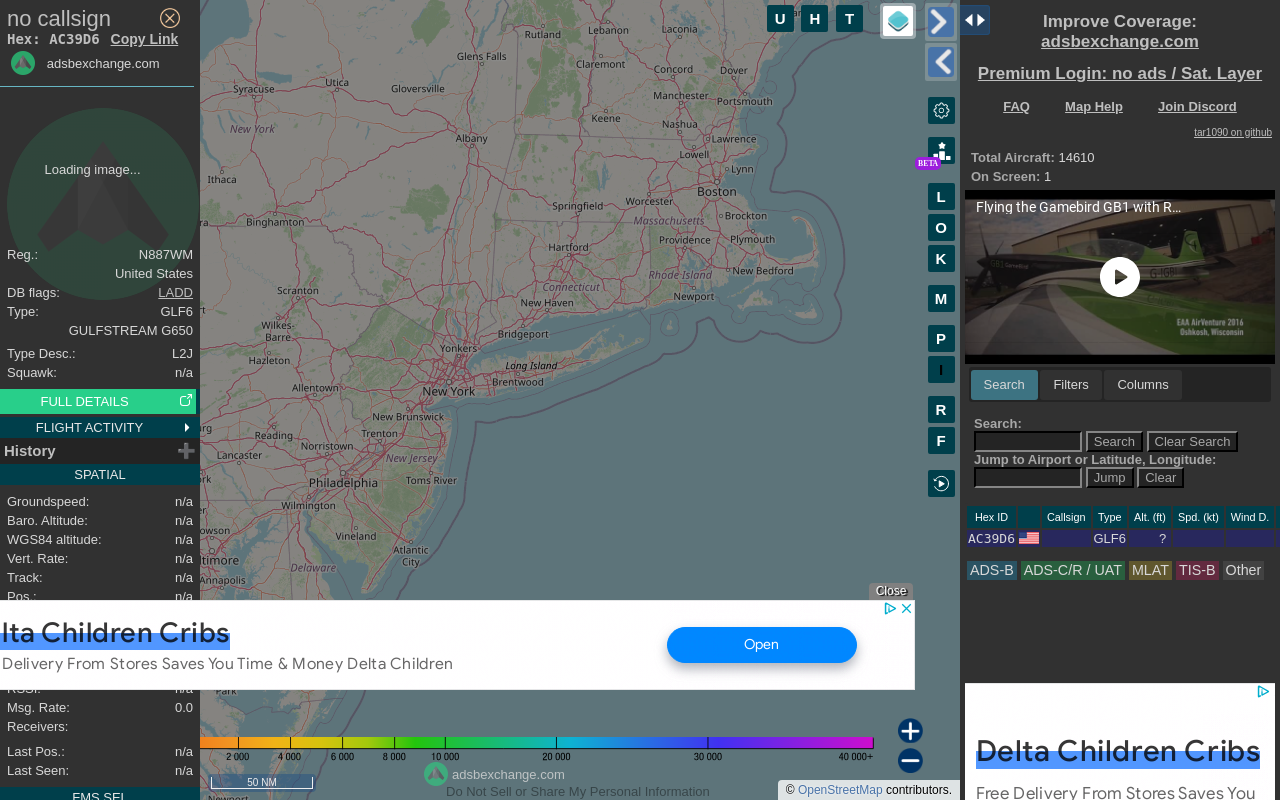 no callsign
Hex: AC39D6 Copy Link
adsbexchange.com
Loading image...
Reg.: N887WM
United States
DB flags: LADD
Type: GLF6
GULFSTREAM G650
Type Desc.: L2J
Squawk: n/a
FULL DETAILS
FLIGHT ACTIVITY
History
SPATIAL
Groundspeed: n/a
Baro. Altitude: n/a
WGS84 altitude: n/a
Vert. Rate: n/a
Track: n/a
Pos.: n/a
RSSI: n/a
Msg. Rate: 0.0
Receivers:
Last Pos.: n/a
Last Seen: n/a
FMS SEL
U H T
Rutland
Lebanon
Laconia
Glens Falls
Claremont
Concord
Dover
Utica
Syracuse
Gloversville
Manchester
Portsmouth
Keene
Nashua
New York
Albany
Lawrence
Lowell
Lynn
Ithaca
Boston
Springfield
Worcester
Binghamton
Massachusetts
Brockton
Hartford
Providence
Plymouth
Rhode Island
New Bedford
Scranton
Connecticut
Newport
New Haven
Wilkes-
Barre
Bridgeport
Yonkers
Hazleton
Long Island
Brentwood
Allentown
New York
New Brunswick
Reading
Trenton
Norristown
Lancaster
New Jersey
Philadelphia
Toms River
Wilmington
Vineland
Atlantic
City
Annapolis
Delaware
Park
Newport
BETA
L
O
K
M
P
I
R
F
Close
lta Children Cribs
Delivery From Stores Saves You Time & Money Delta Children
Open
2 000 4 000 6 000 8 000 10 000 20 000 30 000 40 000+
adsbexchange.com
50 NM
Do Not Sell or Share My Personal Information
© OpenStreetMap contributors.
Improve Coverage:
adsbexchange.com
Premium Login: no ads / Sat. Layer
FAQ Map Help Join Discord
tar1090 on github
Total Aircraft: 14610
On Screen: 1
Flying the Gamebird GB1 with R...
EAA AirVenture 2016
Oshkosh, Wisconsin
Search Filters Columns
Search:
Search Clear Search
Jump to Airport or Latitude, Longitude:
Jump Clear
Hex ID Callsign Type Alt. (ft) Spd. (kt) Wind D.
AC39D6 GLF6 ?
ADS-B ADS-C/R / UAT MLAT TIS-B Other
Delta Children Cribs
Free Delivery From Stores Saves You